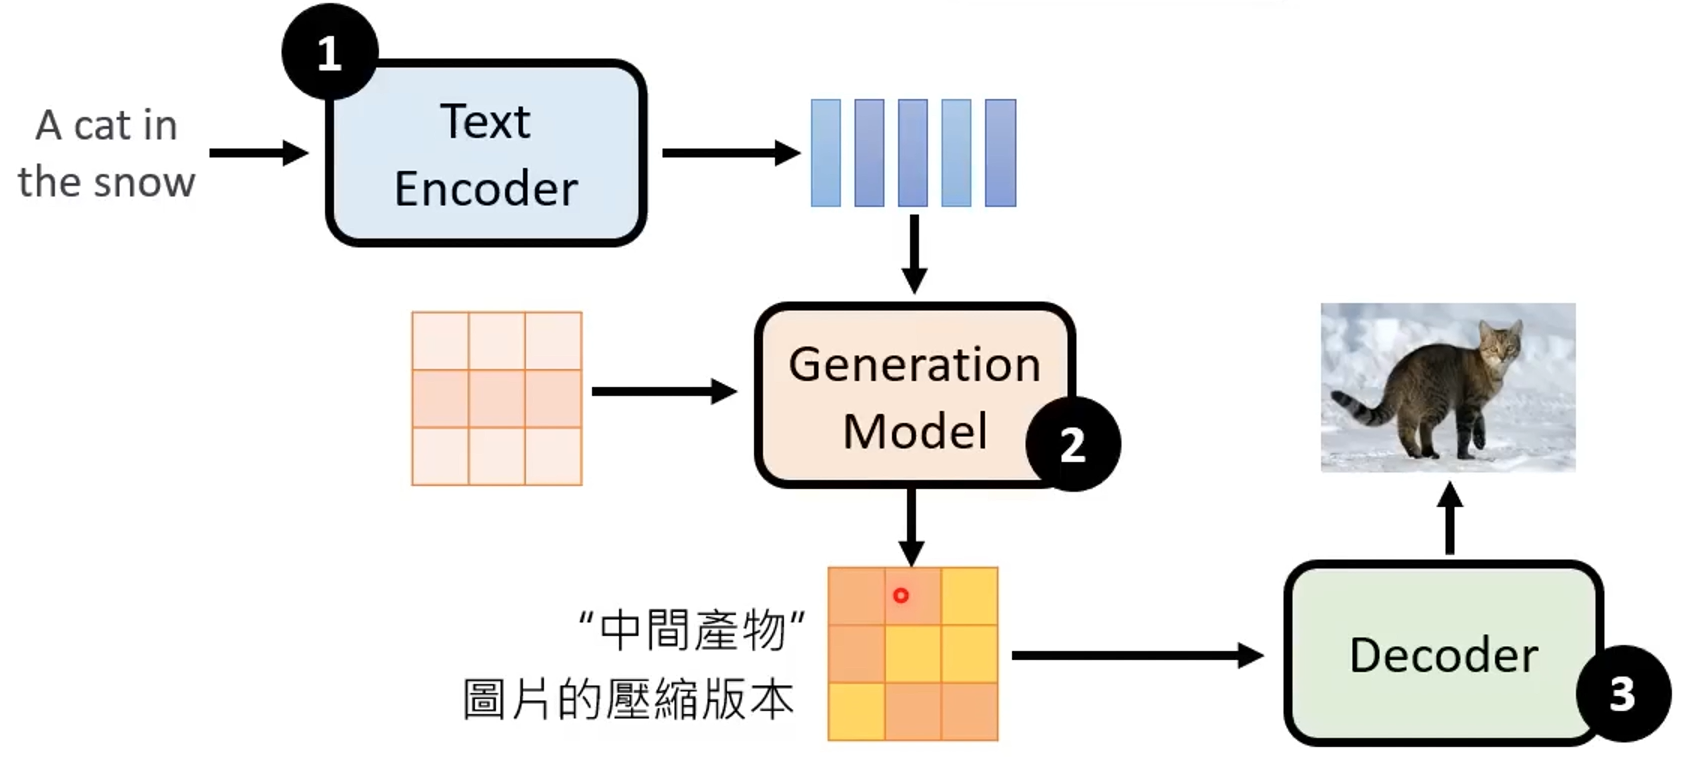 1
A cat in
the snow
Text
Encoder
Generation
Model
2
“中間產物”
圖片的壓縮版本
Decoder
3